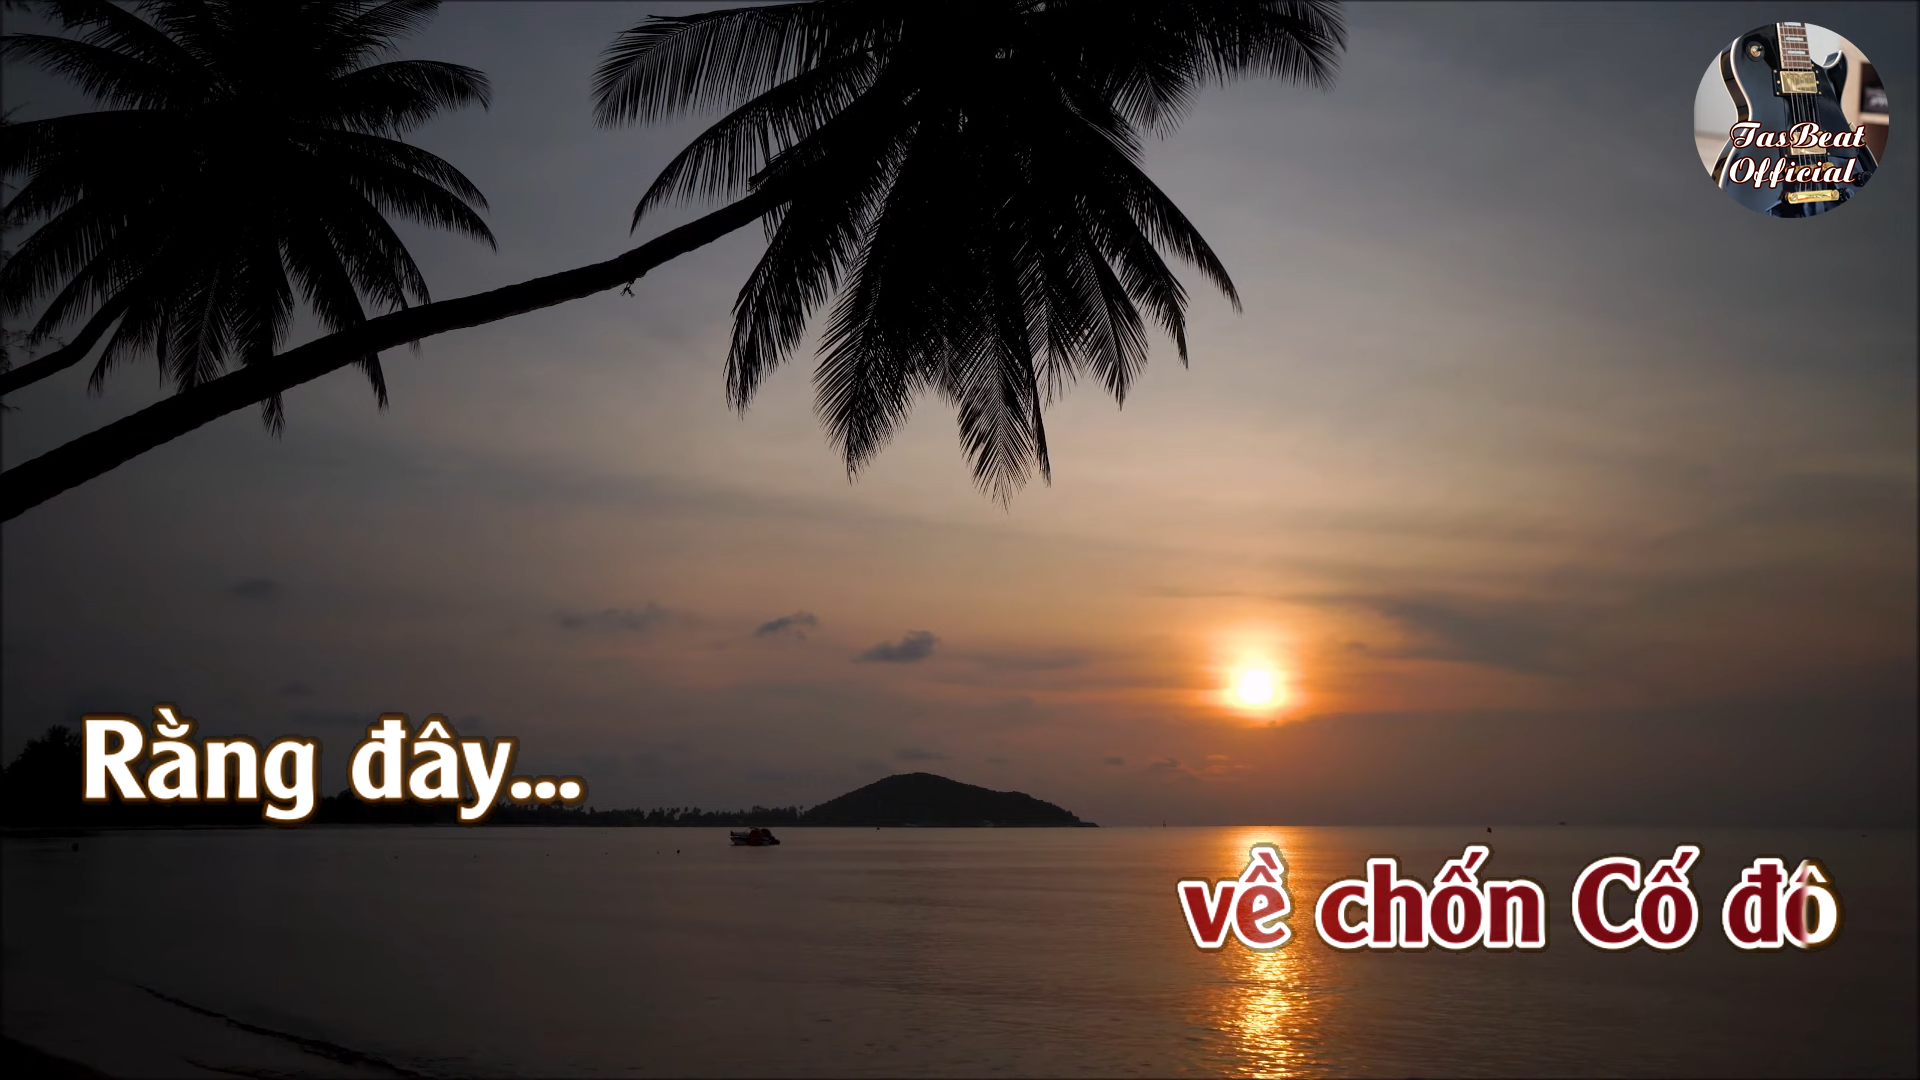 TasBeat
Official
Rằng đây...
về chốn Cố đô